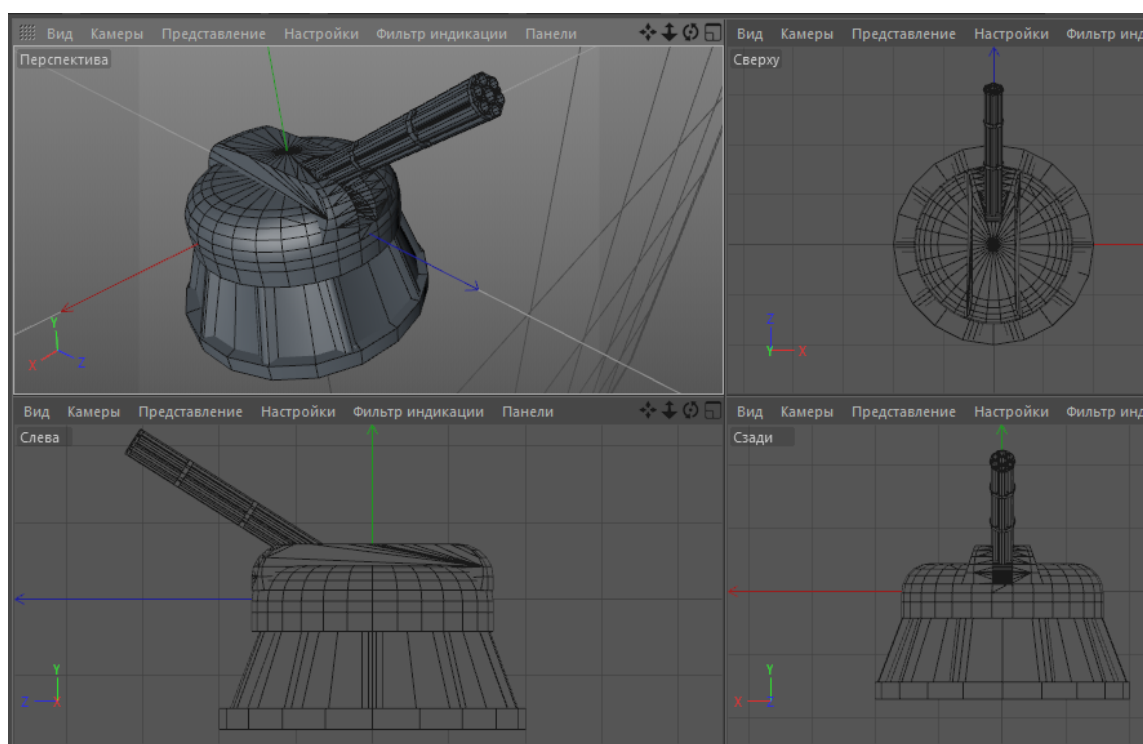 Вид Камеры Представление Настройки Фильтр индикации Панели
Перспектива
Y
X
Z
Вид Камеры Представление Настройки Фильтр инд
Сверху
Z
Y
X
Вид Камеры Представление Настройки Фильтр индикации Панели
Слева
Y
Z
X
Вид Камеры Представление Настройки Фильтр инд
Сзади
Y
X
Z